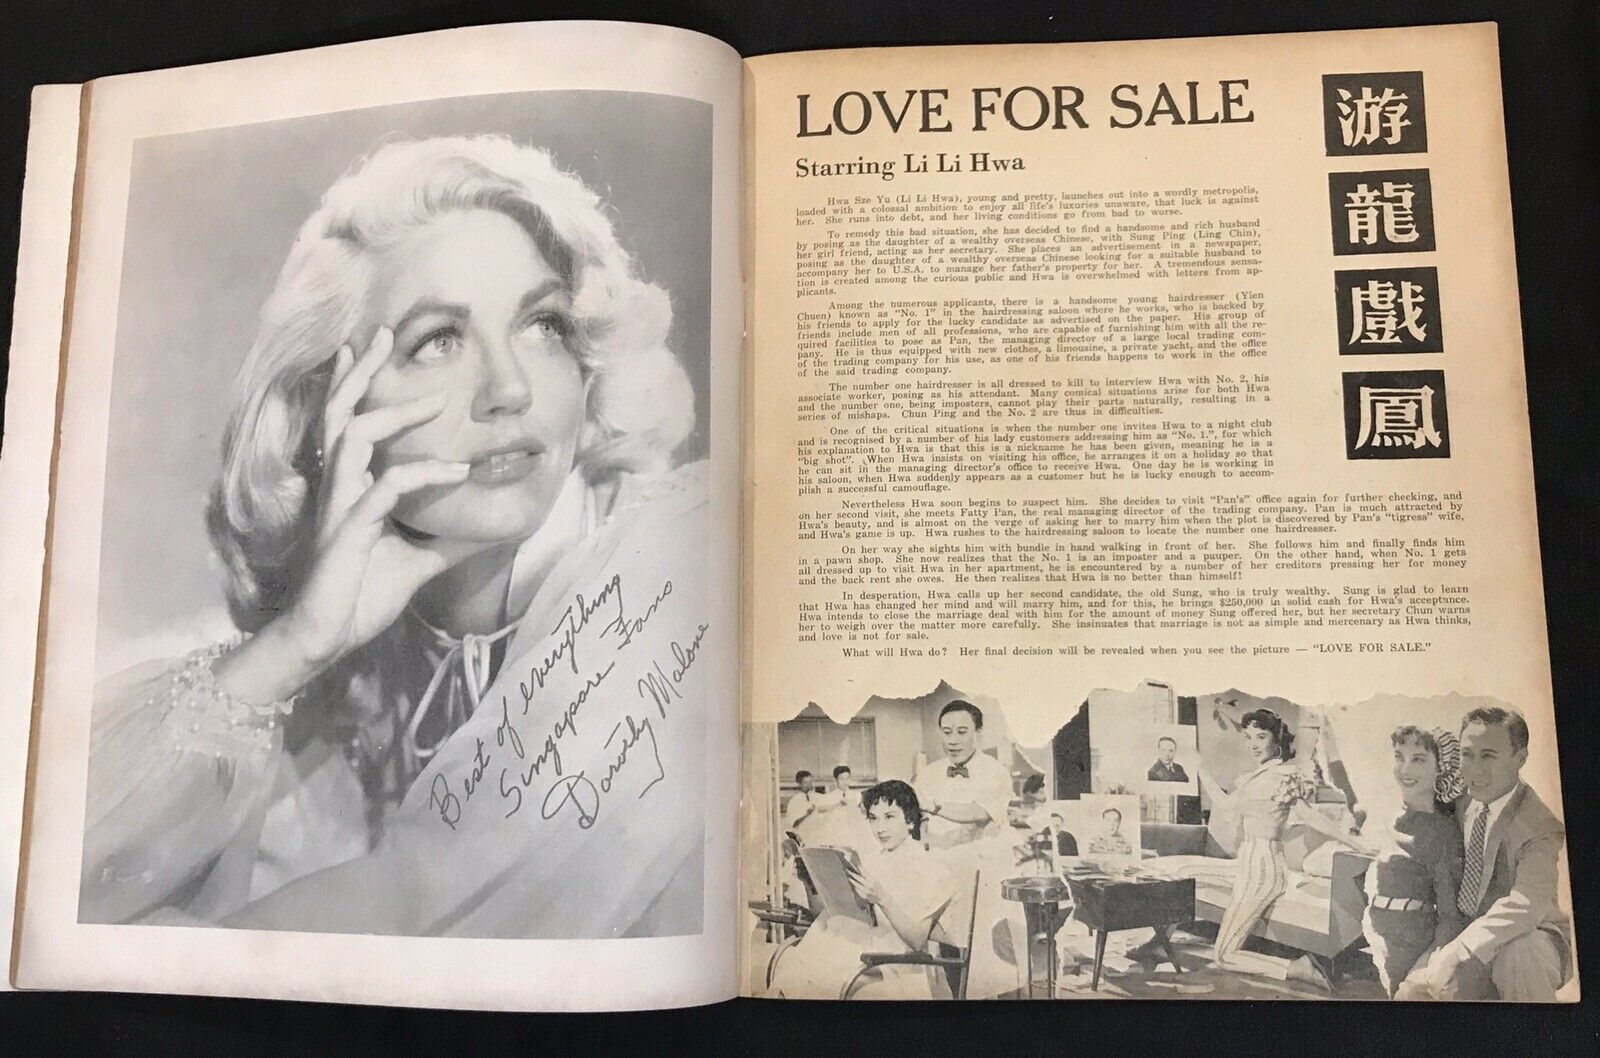 Best of everything
Singapore Fans
Dorothy Malone
LOVE FOR SALE
Starring Li Li Hwa
游
龍
戲
鳳
Hwa Sze Yu (Li Li Hwa), young and pretty, launches out into a wordly metropolis,
loaded with a colossal ambition to enjoy all life's luxuries unaware, that luck is against
her. She runs into debt, and her living conditions go from bad to worse.
To remedy this bad situation, she has decided to find a handsome and rich husband
by posing as the daughter of a wealthy overseas Chinese, with Sung Ping (Ling Chin),
her girl friend, acting as her secretary. She places an advertisement in a newspaper,
posing as the daughter of a wealthy overseas Chinese looking for a suitable husband to
accompany her to U.S.A. to manage her father's property for her. A tremendous sensa-
tion is created among the curious public and Hwa is overwhelmed with letters from ap-
plicants.
Among the numerous applicants, there is a handsome young hairdresser (Yien
Chuen) known as "No. 1" in the hairdressing saloon where he works, who is backed by
his friends to apply for the lucky candidate as advertised on the paper. His group of
friends include men of all professions, who are capable of furnishing him with all the re-
quired facilities to pose as Pan, the managing director of a large local trading com-
pany. He is thus equipped with new clothes, a limousine, a private yacht, and the office
of the trading company for his use, as one of his friends happens to work in the office
of the said trading company.
The number one hairdresser is all dressed to kill to interview Hwa with No. 2, his
associate worker, posing as his attendant. Many comical situations arise for both Hwa
and the number one, being imposters, cannot play their parts naturally, resulting in a
series of mishaps. Chun Ping and the No. 2 are thus in difficulties.
One of the critical situations is when the number one invites Hwa to a night club
and is recognised by a number of his lady customers addressing him as "No. 1.", for which
his explanation to Hwa is that this is a nickname he has been given, meaning he is a
"big shot". When Hwa insists on visiting his office, he arranges it on a holiday so that
he can sit in the managing director's office to receive Hwa. One day he is working in
his saloon, when Hwa suddenly appears as a customer but he is lucky enough to accom-
plish a successful camouflage.
Nevertheless Hwa soon begins to suspect him. She decides to visit "Pan's" office again for further checking, and
on her second visit, she meets Fatty Pan, the real managing director of the trading company. Pan is much attracted by
Hwa's beauty, and is almost on the verge of asking her to marry him when the plot is discovered by Pan's "tigress" wife,
and Hwa's game is up. Hwa rushes to the hairdressing saloon to locate the number one hairdresser.
On her way she sights him with bundle in hand walking in front of her. She follows him and finally finds him
in a pawn shop. She now realizes that the No. 1 is an imposter and a pauper. On the other hand, when No. 1 gets
all dressed up to visit Hwa in her apartment, he is encountered by a number of her creditors pressing her for money
and the back rent she owes. He then realizes that Hwa is no better than himself!
In desperation, Hwa calls up her second candidate, the old Sung, who is truly wealthy. Sung is glad to learn
that Hwa has changed her mind and will marry him, and for this, he brings $250,000 in solid cash for Hwa's acceptance.
Hwa intends to close the marriage deal with him for the amount of money Sung offered her, but her secretary Chun warns
her to weigh over the matter more carefully. She insinuates that marriage is not as simple and mercenary as Hwa thinks,
and love is not for sale.
What will Hwa do? Her final decision will be revealed when you see the picture — "LOVE FOR SALE."